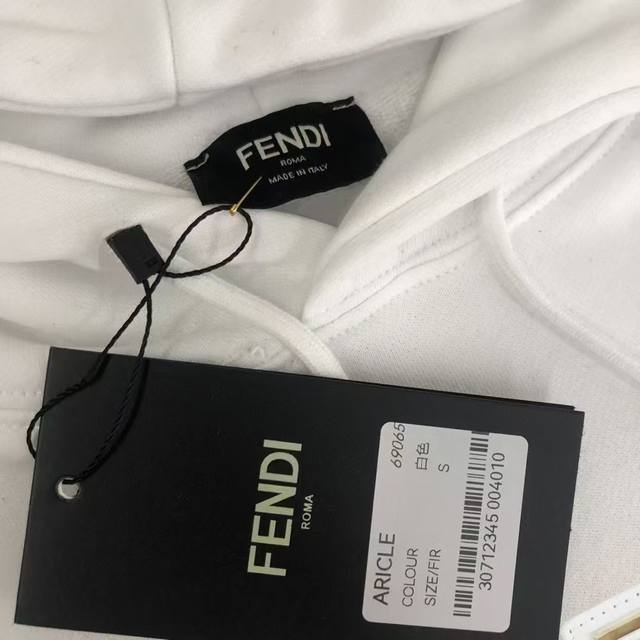 FENDI
ROMA
MADE IN ITALY
FENDI
ROMA
ARICLE 69065
COLOUR 白色
SIZE/FIR S
30712345 004010